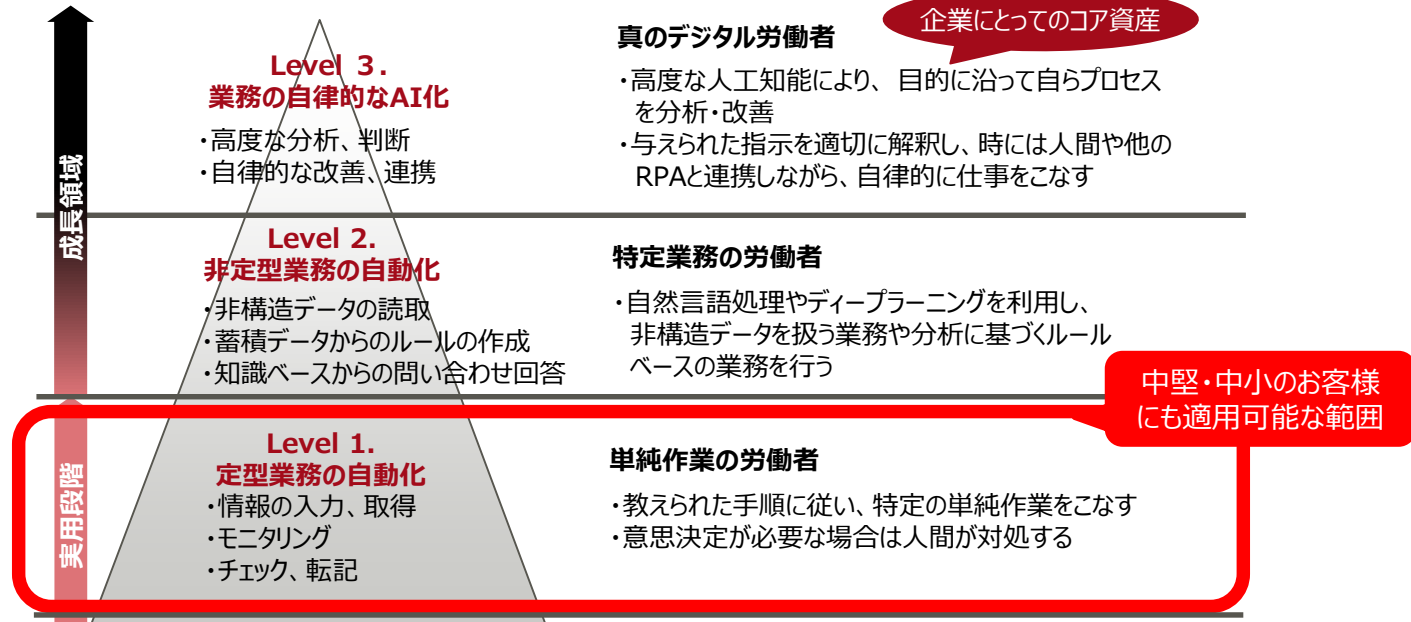 企業にとってのコア資産
成長領域
Level 3.
業務の自律的なAI化
・高度な分析、判断
・自律的な改善、連携
真のデジタル労働者
・高度な人工知能により、目的に沿って自らプロセス
を分析・改善
・与えられた指示を適切に解釈し、時には人間や他の
RPAと連携しながら、自律的に仕事をこなす
Level 2.
非定型業務の自動化
・非構造データの読取
・蓄積データからのルールの作成
・知識ベースからの問い合わせ回答
特定業務の労働者
・自然言語処理やディープラーニングを利用し、
非構造データを扱う業務や分析に基づくルール
ベースの業務を行う
中堅・中小のお客様
にも適用可能な範囲
実用段階
Level 1.
定型業務の自動化
・情報の入力、取得
・モニタリング
・チェック、転記
単純作業の労働者
・教えられた手順に従い、特定の単純作業をこなす
・意思決定が必要な場合は人間が対処する